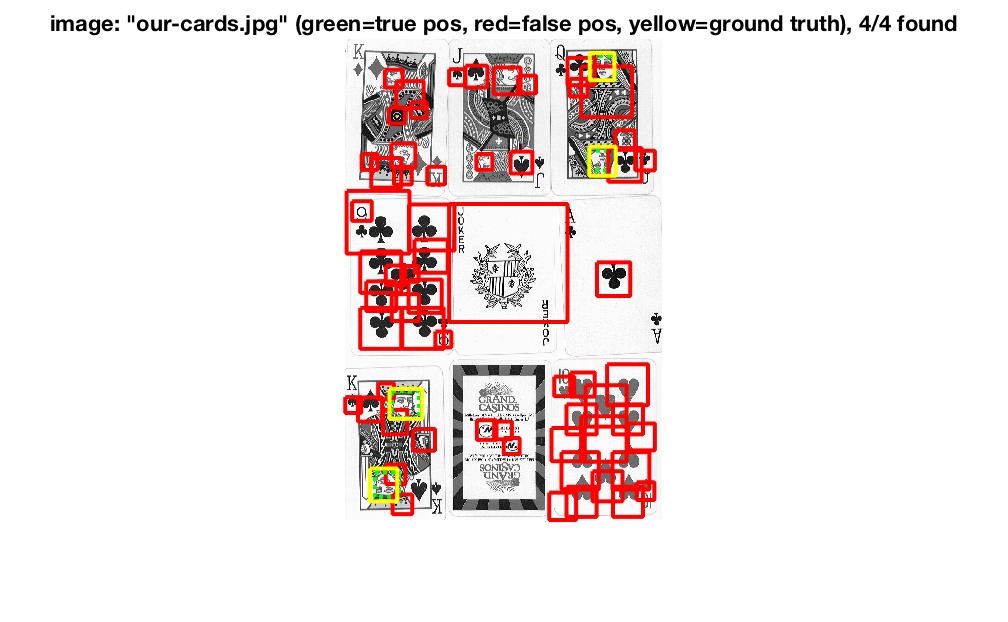 image: "our-cards.jpg" (green=true pos, red=false pos, yellow=ground truth), 4/4 found
K
J
Q
K
J
Q
JOKER
A
JOKER
A
K
10
GRAND
CASINOS
GRAND
CASINOS
K